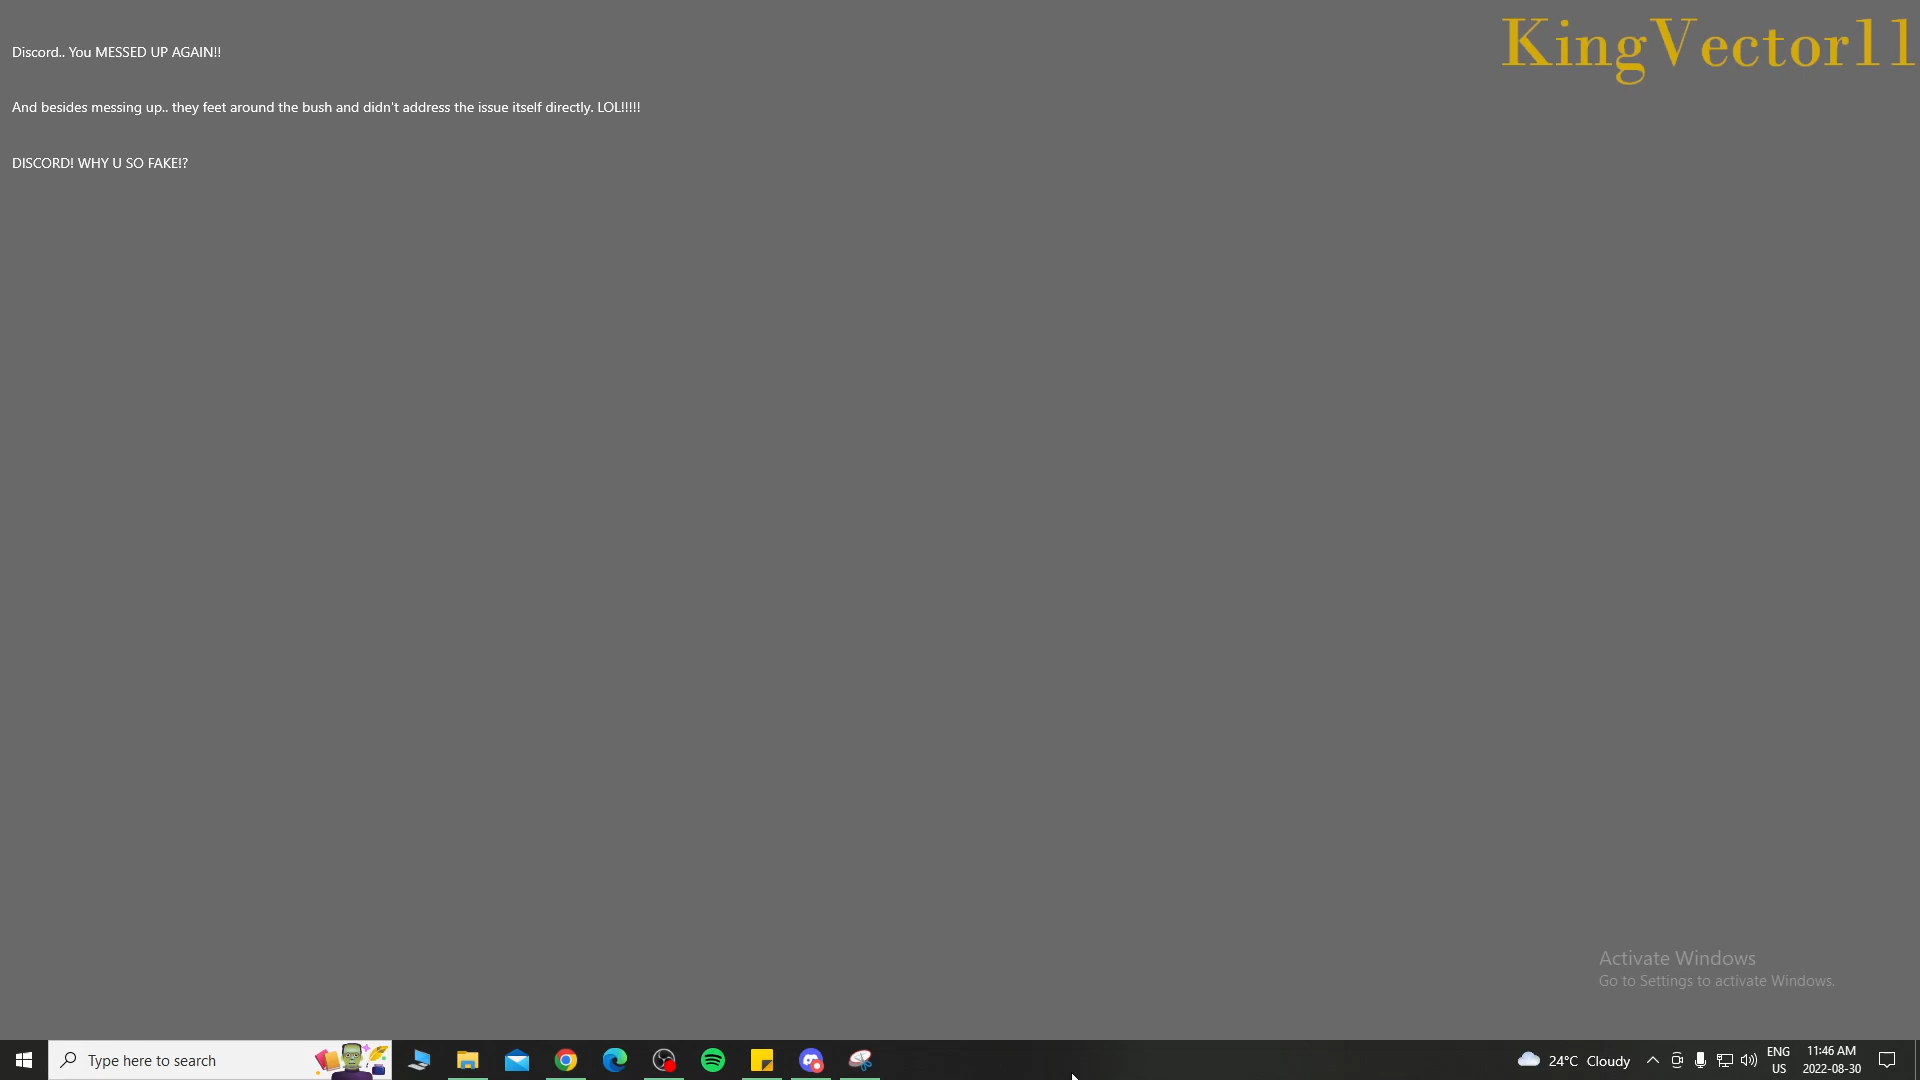 KingVector11
Discord.. You MESSED UP AGAIN!!
And besides messing up.. they feet around the bush and didn't address the issue itself directly. LOL!!!!!
DISCORD! WHY U SO FAKE!?
Activate Windows
Go to Settings to activate Windows.
Type here to search
24°C Cloudy
ENG
US
11:46 AM
2022-08-30